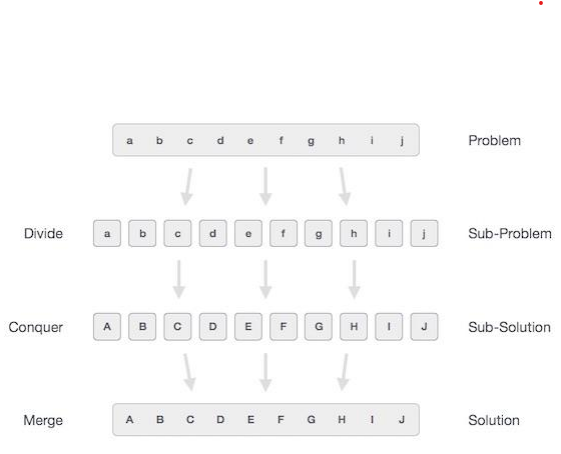 a b c d e f g h i j Problem
Divide a b c d e f g h i j Sub-Problem
Conquer A B C D E F G H I J Sub-Solution
Merge A B C D E F G H I J Solution